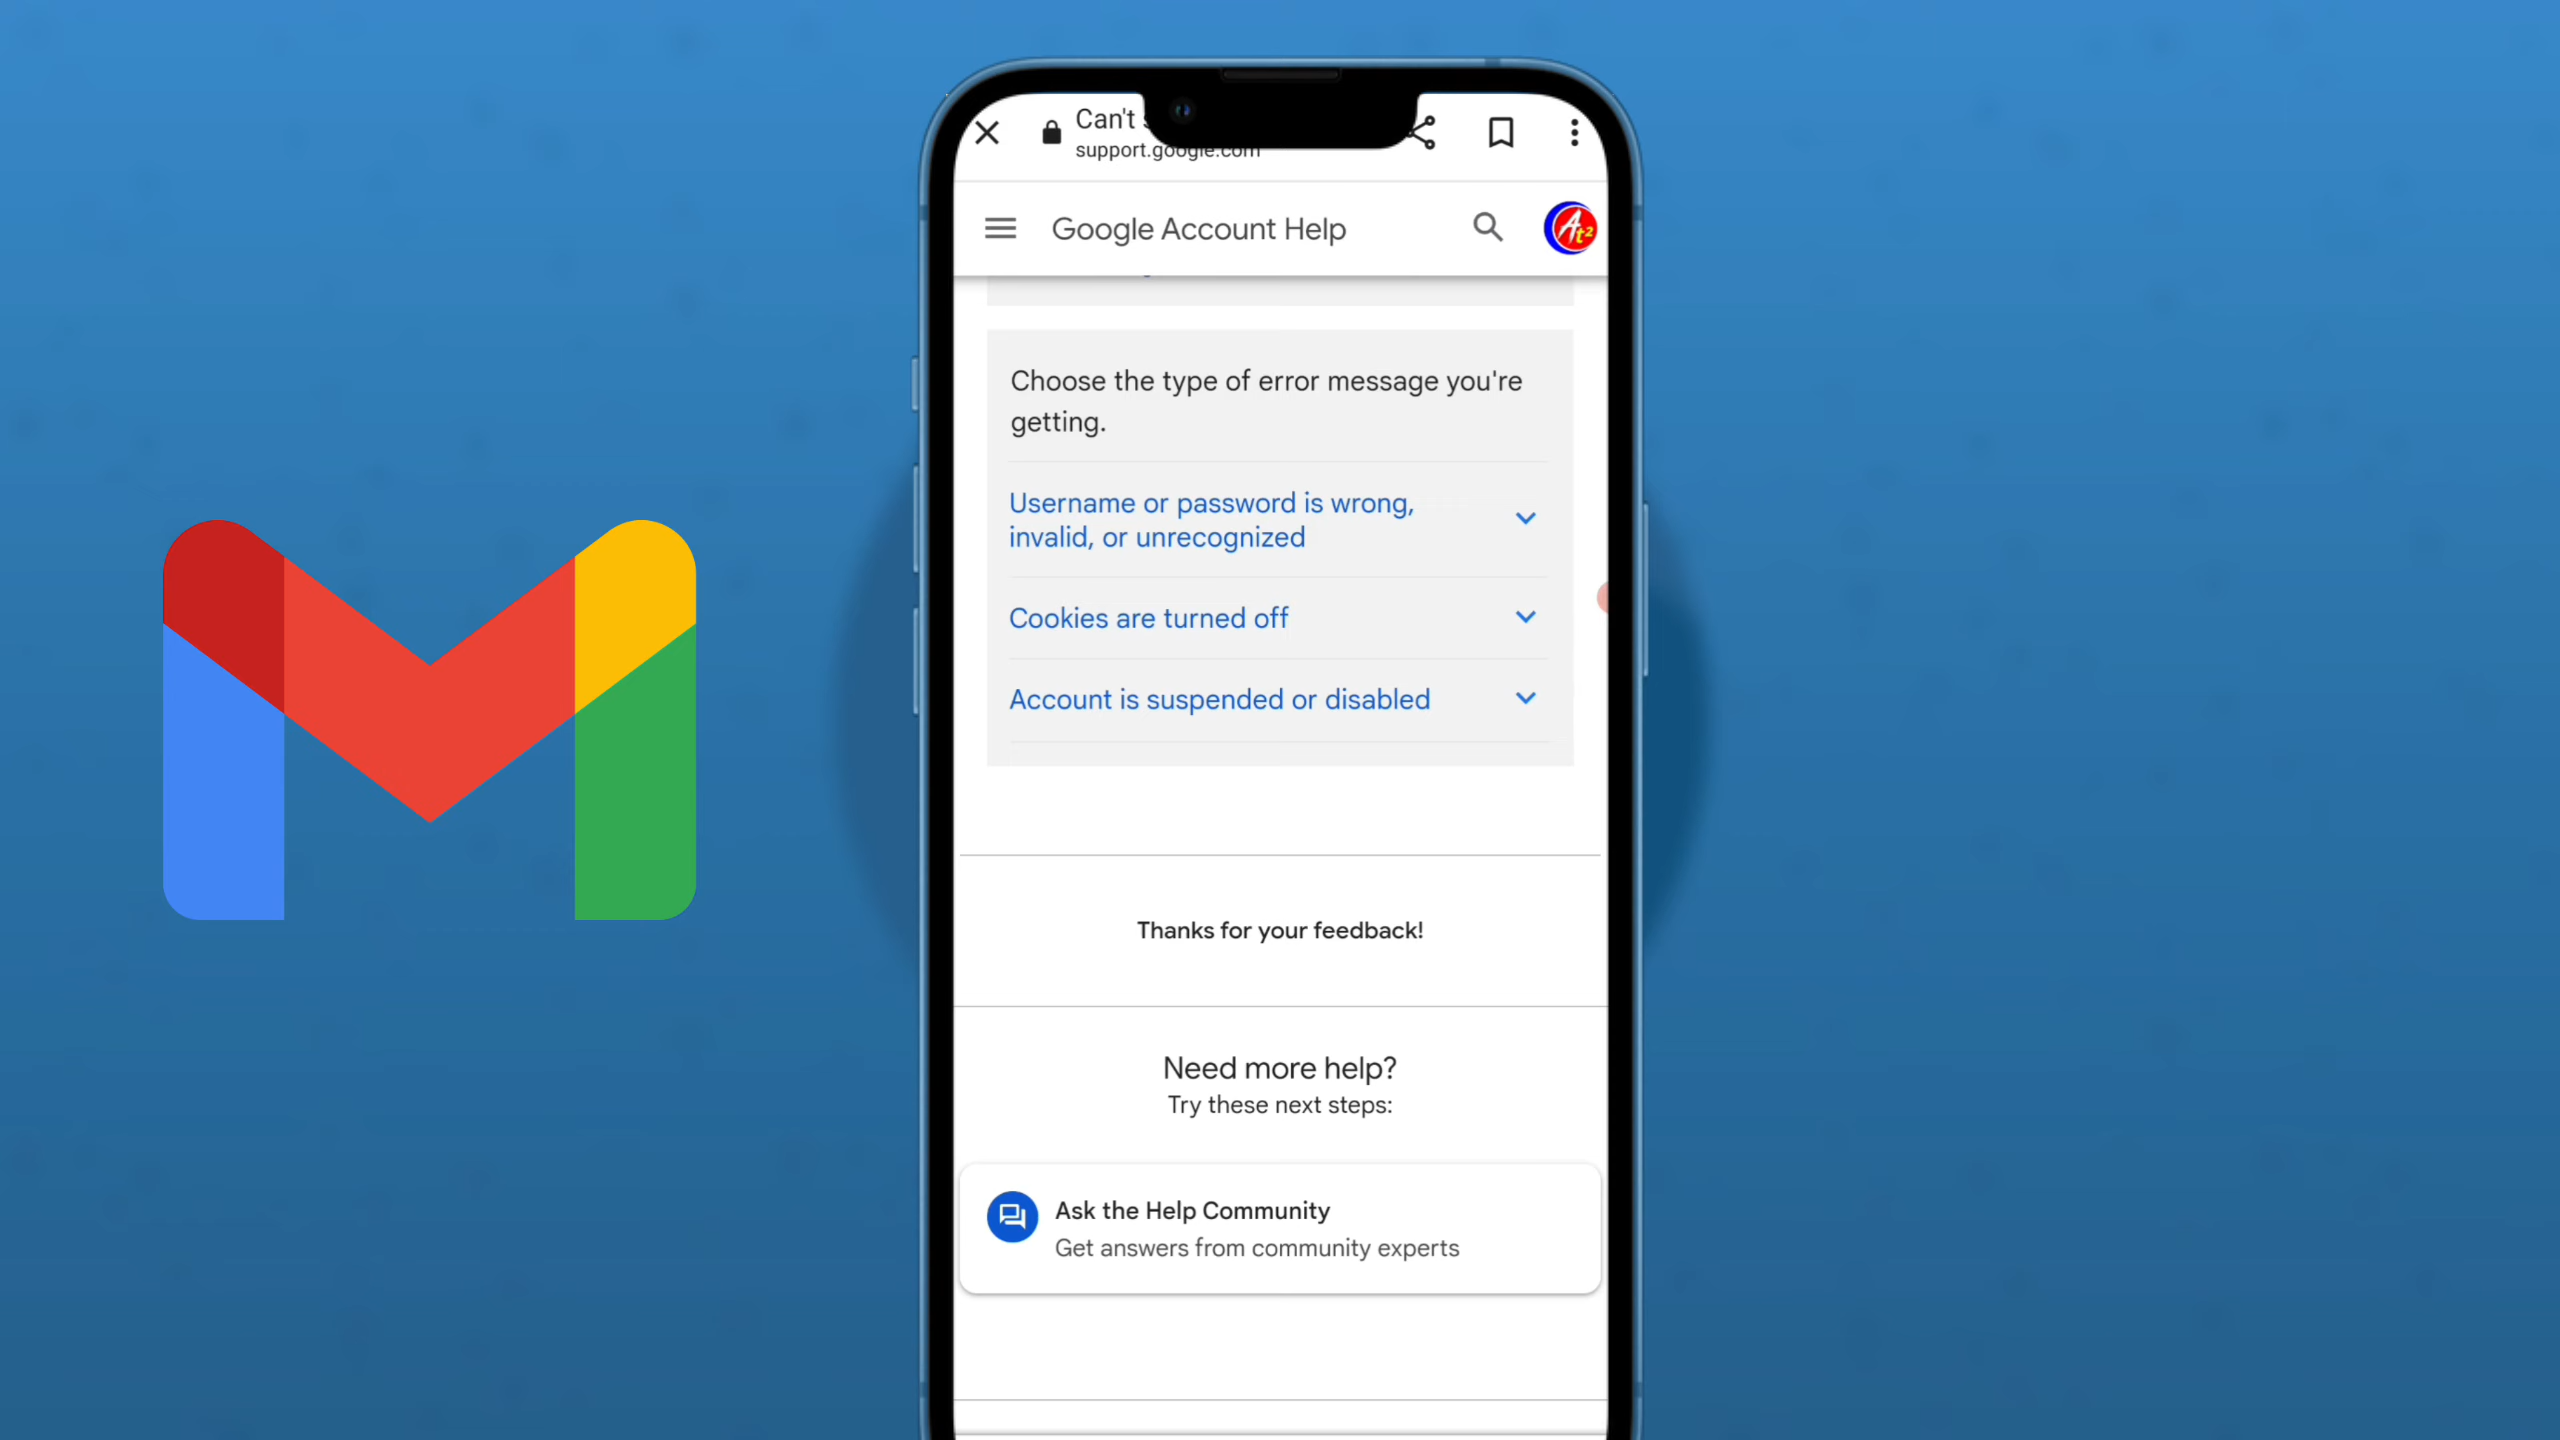 Can't
support.google.com
Google Account Help
At2
Choose the type of error message you're
getting.
Username or password is wrong,
invalid, or unrecognized
Cookies are turned off
Account is suspended or disabled
Thanks for your feedback!
Need more help?
Try these next steps:
Ask the Help Community
Get answers from community experts